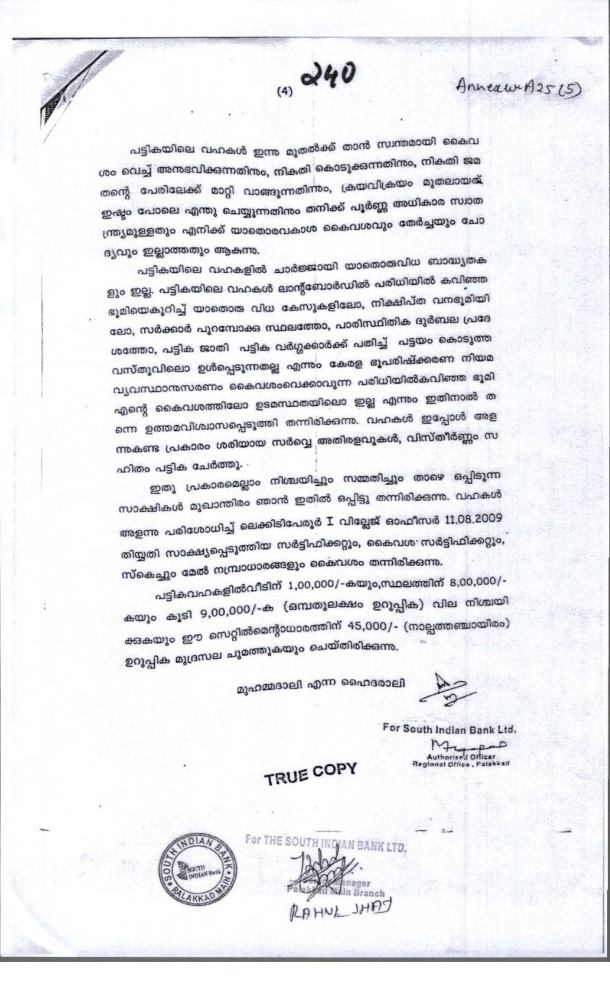 240
(4)
Annexure A25(5)
പട്ടികയിലെ വഹകൾ ഇന്നു മുതൽക്ക് താൻ സ്വന്തമായി കൈവ
ശം വെച്ച് അനുഭവിക്കുന്നതിനും, നികുതി കൊടുക്കുന്നതിനും, നികുതി ജമ
തന്റെ പേരിലേക്ക് മാറ്റി വാങ്ങുന്നതിന്നും, ക്രയവിക്രയം മുതലായത്
ഇഷ്ടം പോലെ എന്തു ചെയ്യുന്നതിനും തനിക്ക് പൂർണ്ണ അധികാര സ്വാത
ന്ത്ര്യമുള്ളതും എനിക്ക് യാതൊരവകാശ കൈവശവും തേർച്ചയും ചോ
ദ്യവും ഇല്ലാത്തതും ആകുന്നു.
പട്ടികയിലെ വഹകളിൽ ചാർജ്ജായി യാതൊരുവിധ ബാദ്ധ്യതക
ളും ഇല്ല. പട്ടികയിലെ വഹകൾ ലാന്റ്ബോർഡിൽ പരിധിയിൽ കവിഞ്ഞ
ഭൂമിയെകുറിച്ച് യാതൊരു വിധ കേസുകളിലോ, നിക്ഷിപ്ത വനഭൂമിയി
ലോ, സർക്കാർ പുറമ്പോക്കു സ്ഥലത്തോ, പാരിസ്ഥിതിക ദുർബല പ്രദേ
ശത്തോ, പട്ടിക ജാതി പട്ടിക വർഗ്ഗക്കാർക്ക് പതിച്ച് പട്ടയം കൊടുത്ത
വസ്തുവിലൊ ഉൾപ്പെടുന്നതല്ല എന്നും കേരള ഭൂപരിഷ്ക്കരണ നിയമ
വ്യവസ്ഥാനുസരണം കൈവശംവെക്കാവുന്ന പരിധിയിൽകവിഞ്ഞ ഭൂമി
എന്റെ കൈവശത്തിലോ ഉടമസ്ഥതയിലൊ ഇല്ല എന്നും ഇതിനാൽ ത
ന്നെ ഉത്തമവിശ്വാസപ്പെടുത്തി തന്നിരിക്കുന്നു. വഹകൾ ഇപ്പോൾ അള
ന്നുകണ്ട പ്രകാരം ശരിയായ സർവ്വെ അതിരളവുകൾ, വിസ്തീർണ്ണം സ
ഹിതം പട്ടിക ചേർത്തു.
ഇതു പ്രകാരമെല്ലാം നിശ്ചയിച്ചും സമ്മതിച്ചും താഴെ ഒപ്പിടുന്ന
സാക്ഷികൾ മുഖാന്തിരം ഞാൻ ഇതിൽ ഒപ്പിട്ടു തന്നിരിക്കുന്നു. വഹകൾ
അളന്നു പരിശോധിച്ച് ലെക്കിടിപേരൂർ I വില്ലേജ് ഓഫീസർ 11.08.2009
തിയ്യതി സാക്ഷ്യപ്പെടുത്തിയ സർട്ടിഫിക്കറ്റും, കൈവശ സർട്ടിഫിക്കറ്റും,
സ്കെച്ചും മേൽ നമ്പ്രാധാരങ്ങളും കൈവശം തന്നിരിക്കുന്നു.
പട്ടികവഹകളിൽവീടിന് 1,00,000/-കയും,സ്ഥലത്തിന് 8,00,000/-
കയും കൂടി 9,00,000/-ക (ഒമ്പതുലക്ഷം ഉറുപ്പിക) വില നിശ്ചയി
ക്കുകയും ഈ സെറ്റിൽമെന്റാധാരത്തിന് 45,000/- (നാല്പത്തഞ്ചായിരം)
ഉറുപ്പിക മുദ്രസല ചുമത്തുകയും ചെയ്തിരിക്കുന്നു.
മുഹമ്മദാലി എന്ന ഹൈദരാലി
For South Indian Bank Ltd.
Authorised Officer
Regional Office, Palakkad
TRUE COPY
For THE SOUTH INDIAN BANK LTD.
SOUTH INDIAN BANK
SOUTH INDIAN Bank
PALAKKAD MAIN
Manager
Palakkad Main Branch